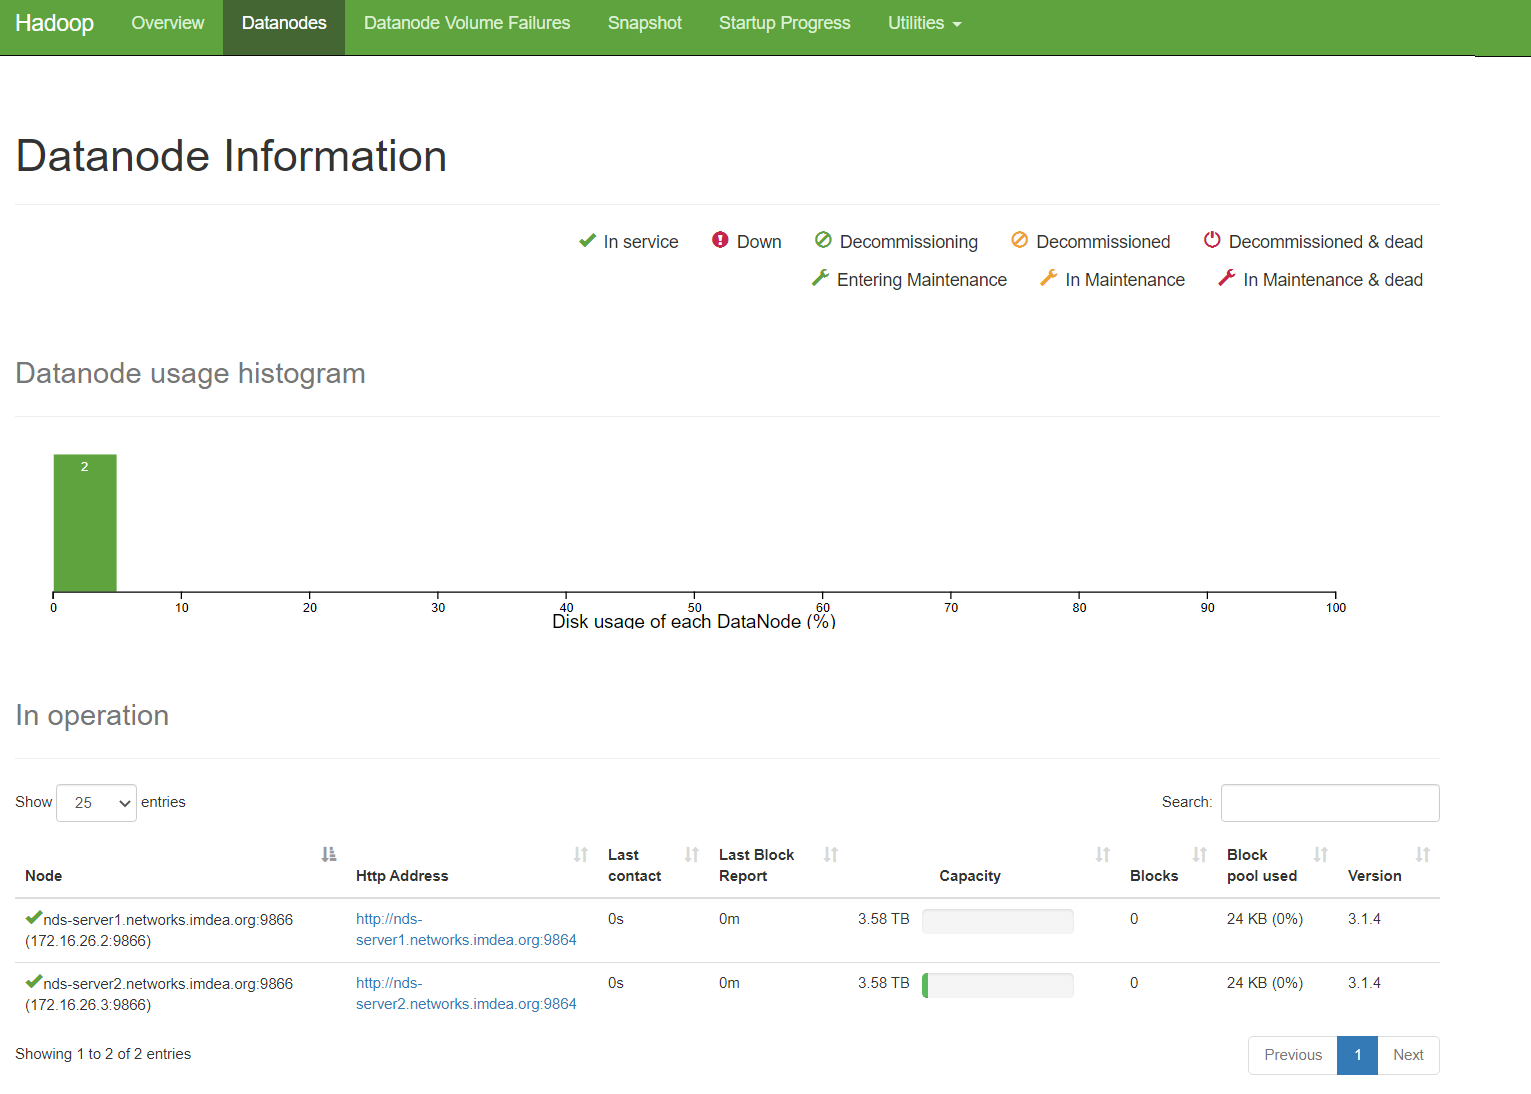 Hadoop Overview Datanodes Datanode Volume Failures Snapshot Startup Progress Utilities
Datanode Information
In service Down Decommissioning Decommissioned Decommissioned & dead
Entering Maintenance In Maintenance In Maintenance & dead
Datanode usage histogram
2
0 10 20 30 40 50 60 70 80 90 100
Disk usage of each DataNode (%)
In operation
Show 25 entries Search:
Node Http Address Last contact Last Block Report Capacity Blocks Block pool used Version
nds-server1.networks.imdea.org:9866 http://nds- 0s 0m 3.58 TB 0 24 KB (0%) 3.1.4
(172.16.26.2:9866) server1.networks.imdea.org:9864
nds-server2.networks.imdea.org:9866 http://nds- 0s 0m 3.58 TB 0 24 KB (0%) 3.1.4
(172.16.26.3:9866) server2.networks.imdea.org:9864
Showing 1 to 2 of 2 entries Previous 1 Next